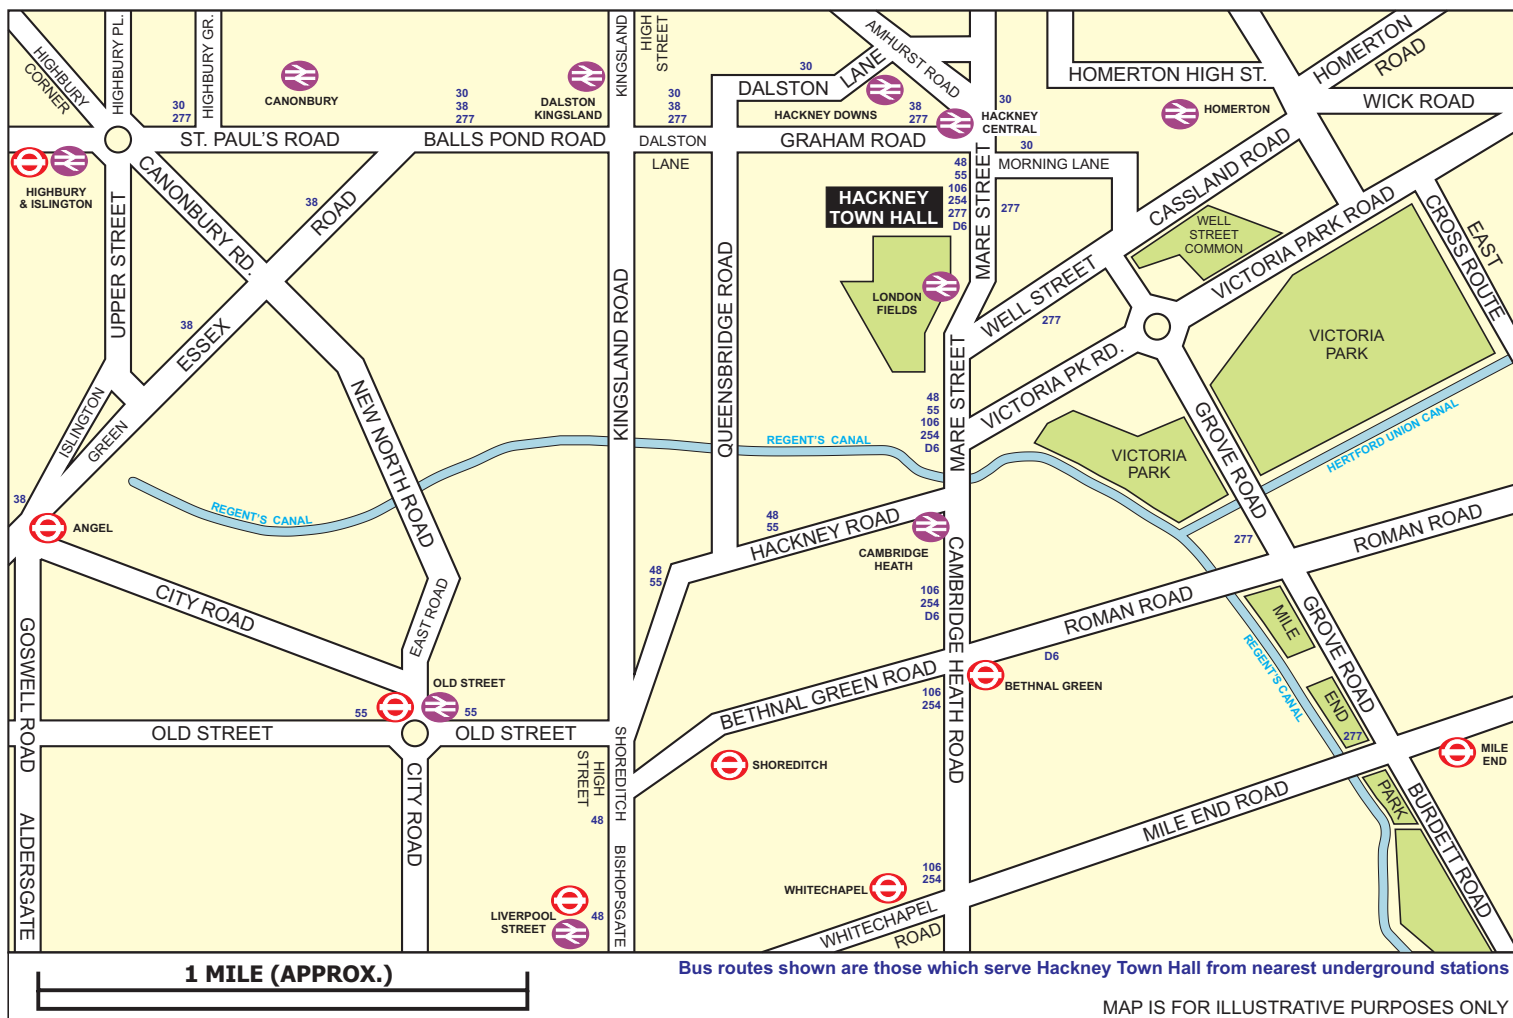 HIGHBURY
CORNER
HIGHBURY PL.
HIGHBURY GR.
30
277
CANONBURY
30
38
277
DALSTON
KINGSLAND
KINGSLAND
HIGH
STREET
30
38
277
30
DALSTON
LANE
AMHURST ROAD
HACKNEY DOWNS
38
277
30
HACKNEY
CENTRAL
HOMERTON HIGH ST.
HOMERTON
ROAD
HOMERTON
WICK ROAD
ST. PAUL'S ROAD
BALLS POND ROAD
DALSTON
LANE
GRAHAM ROAD
30
MORNING LANE
HIGHBURY
& ISLINGTON
CANONBURY RD.
UPPER STREET
38
ROAD
ESSEX
38
48
55
106
254
277
D6
HACKNEY
TOWN HALL
MARE STREET
277
CASSLAND ROAD
WELL
STREET
COMMON
VICTORIA PARK ROAD
EAST
CROSS ROUTE
KINGSLAND ROAD
QUEENSBRIDGE ROAD
LONDON
FIELDS
WELL STREET
277
VICTORIA
PARK
ISLINGTON
GREEN
NEW NORTH ROAD
MARE STREET
VICTORIA PK RD.
48
55
106
254
D6
GROVE ROAD
HERTFORD UNION CANAL
REGENT'S CANAL
VICTORIA
PARK
38
ANGEL
REGENT'S CANAL
48
55
HACKNEY ROAD
CAMBRIDGE
HEATH
277
ROMAN ROAD
48
55
CITY ROAD
EAST ROAD
GOSWELL ROAD
106
254
D6
CAMBRIDGE HEATH ROAD
ROMAN ROAD
MILE
GROVE ROAD
REGENT'S CANAL
D6
BETHNAL GREEN
OLD STREET
55
55
BETHNAL GREEN ROAD
106
254
END
277
OLD STREET
OLD STREET
SHOREDITCH
HIGH
STREET
SHOREDITCH
MILE
END
CITY ROAD
48
MILE END ROAD
PARK
BURDETT ROAD
ALDERSGATE
BISHOPSGATE
106
254
WHITECHAPEL
LIVERPOOL
STREET
48
WHITECHAPEL
ROAD
1 MILE (APPROX.)
Bus routes shown are those which serve Hackney Town Hall from nearest underground stations
MAP IS FOR ILLUSTRATIVE PURPOSES ONLY